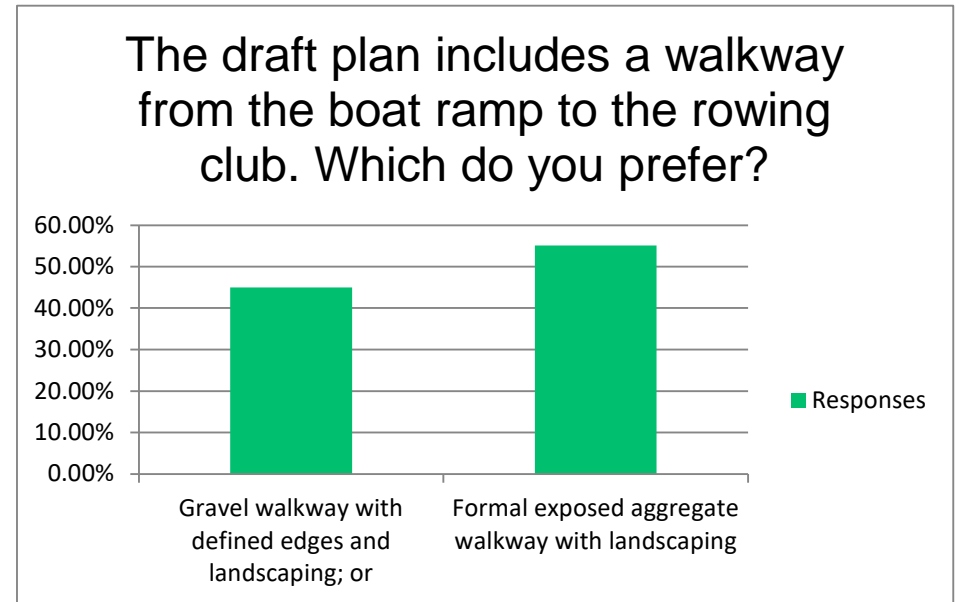 The draft plan includes a walkway
from the boat ramp to the rowing
club. Which do you prefer?
60.00%
50.00%
40.00%
30.00%
20.00%
10.00%
0.00%
Responses
Gravel walkway with
defined edges and
landscaping; or
Formal exposed aggregate
walkway with landscaping